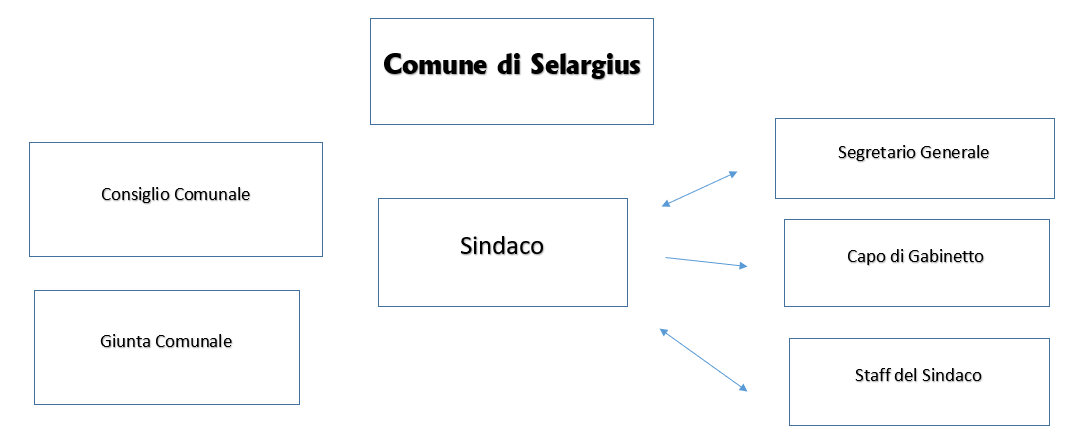 Comune di Selargius
Segretario Generale
Consiglio Comunale
Sindaco
Capo di Gabinetto
Giunta Comunale
Staff del Sindaco